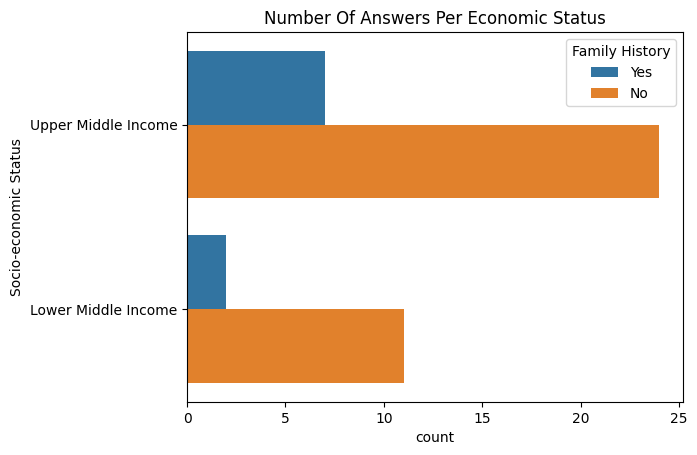 Number Of Answers Per Economic Status
Family History
Yes
No
Upper Middle Income
Lower Middle Income
Socio-economic Status
0 5 10 15 20 25
count